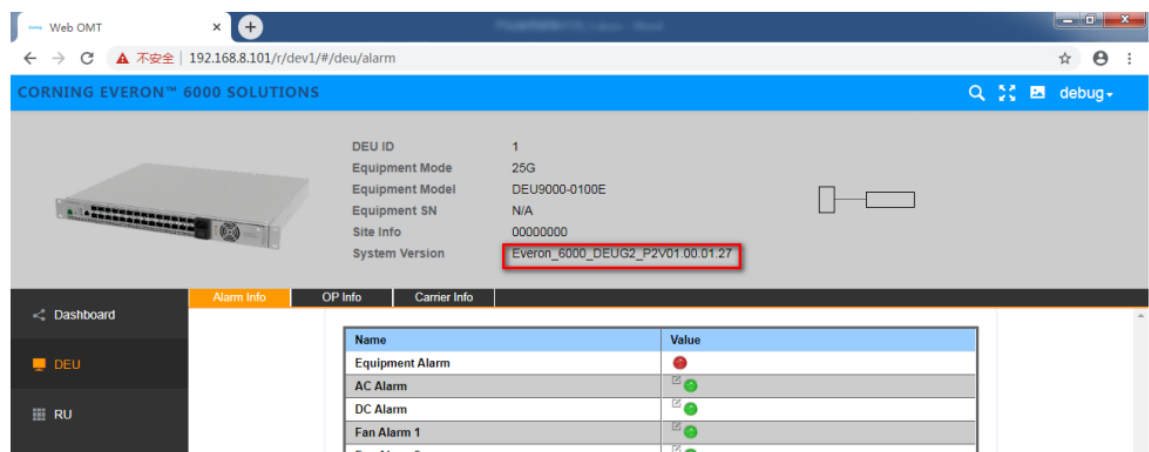 Web OMT
不安全 192.168.8.101/r/dev1/#/deu/alarm
CORNING EVERON™ 6000 SOLUTIONS
debug
DEU ID 1
Equipment Mode 25G
Equipment Model DEU9000-0100E
Equipment SN N/A
Site Info 00000000
System Version Everon_6000_DEUG2_P2V01.00.01.27
Alarm Info OP Info Carrier Info
Dashboard
DEU
RU
Name Value
Equipment Alarm
AC Alarm
DC Alarm
Fan Alarm 1